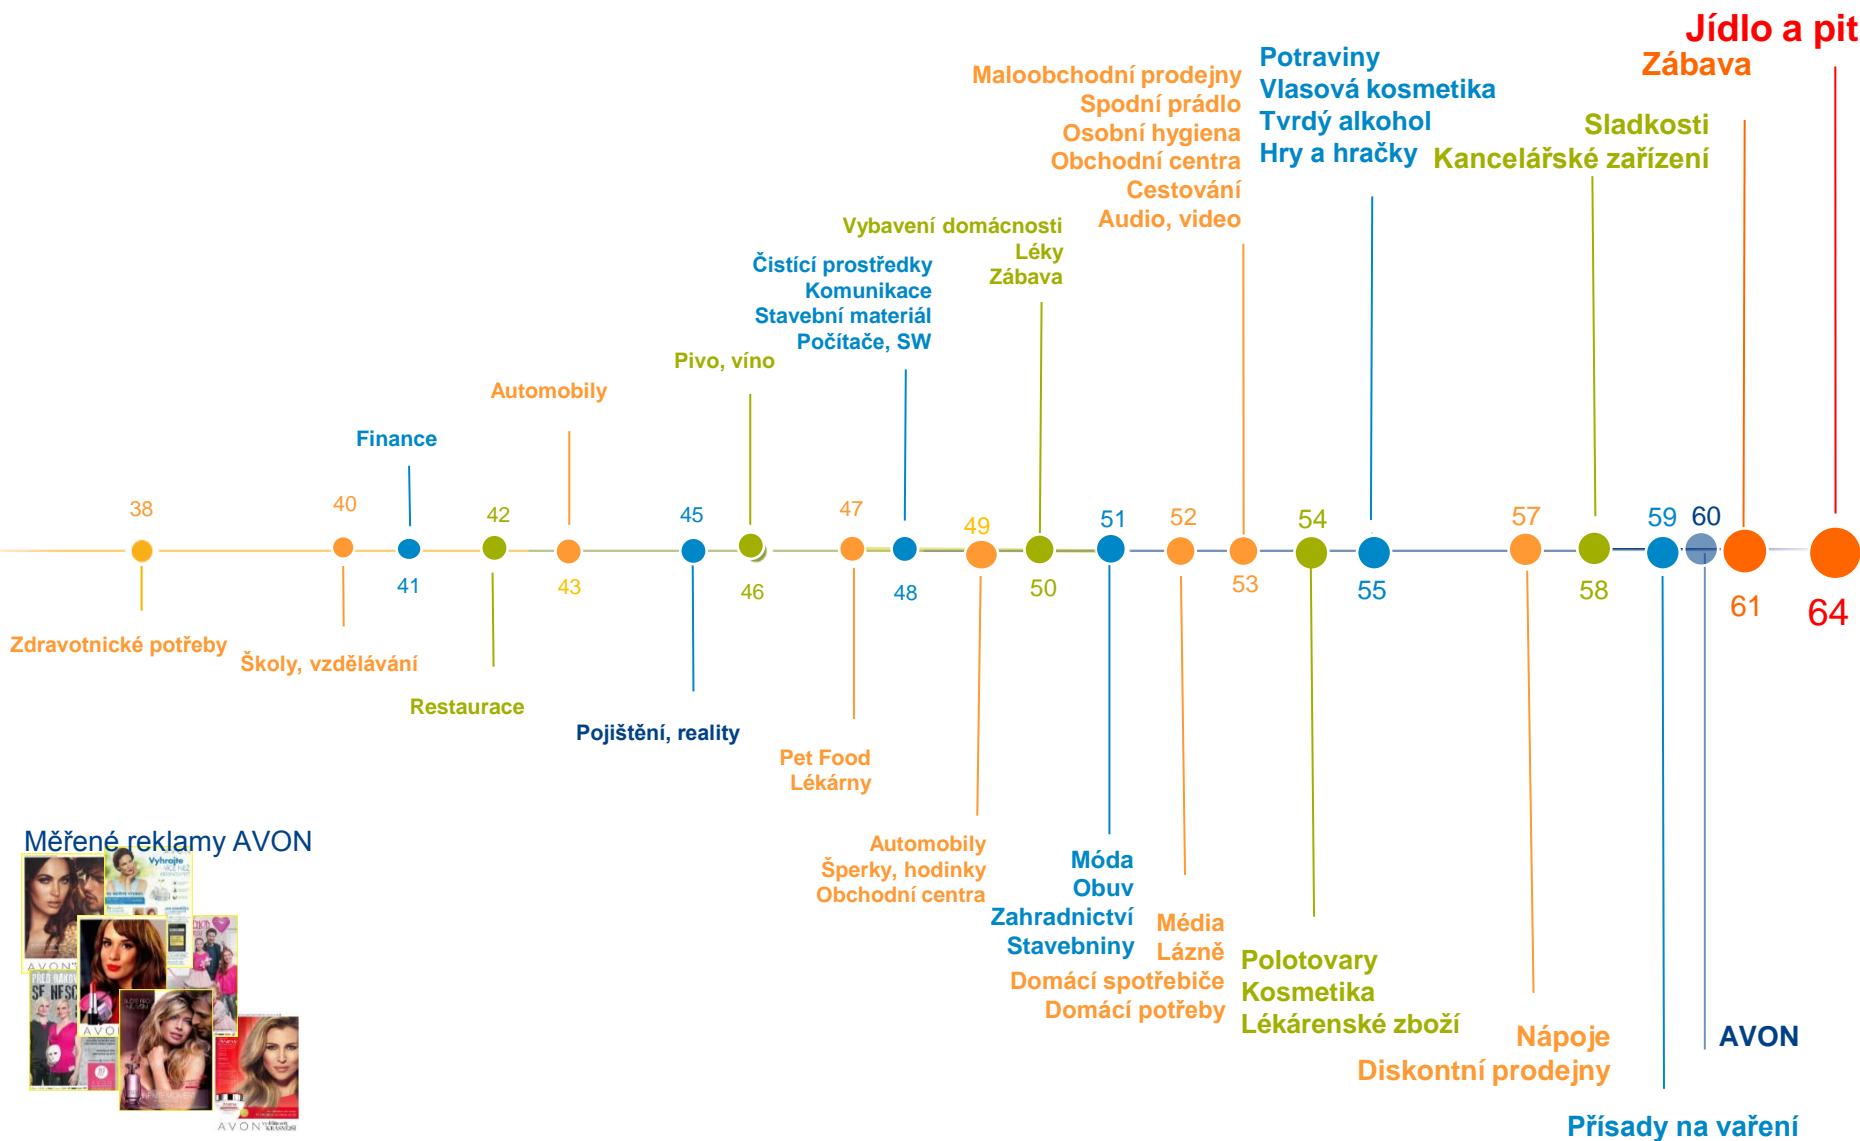 Jídlo a pit
Zábava
Potraviny
Vlasová kosmetika
Tvrdý alkohol
Hry a hračky
Maloobchodní prodejny
Spodní prádlo
Osobní hygiena
Obchodní centra
Cestování
Audio, video
Sladkosti
Kancelářské zařízení
Vybavení domácnosti
Léky
Zábava
Čistící prostředky
Komunikace
Stavební materiál
Počítače, SW
Pivo, víno
Automobily
Finance
38
40
41
42
43
45
46
47
48
49
50
51
52
53
54
55
57
58
59
60
61
64
Zdravotnické potřeby
Školy, vzdělávání
Restaurace
Pojištění, reality
Pet Food
Lékárny
Automobily
Šperky, hodinky
Obchodní centra
Móda
Obuv
Zahradnictví
Stavebniny
Média
Lázně
Domácí spotřebiče
Domácí potřeby
Polotovary
Kosmetika
Lékárenské zboží
Nápoje
Diskontní prodejny
AVON
Přísady na vaření
Měřené reklamy AVON
Vyhrajte
AVON